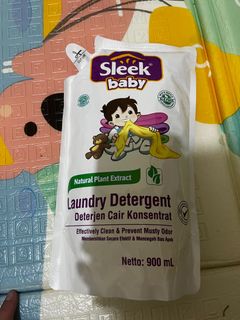 Sleek
baby
Natural Plant Extract
Laundry Detergent
Deterjen Cair Konsentrat
Effectively Clean & Prevent Musty Odor
Membersihkan Secara Efektif & Mencegah Bau Apek
Netto: 900 mL